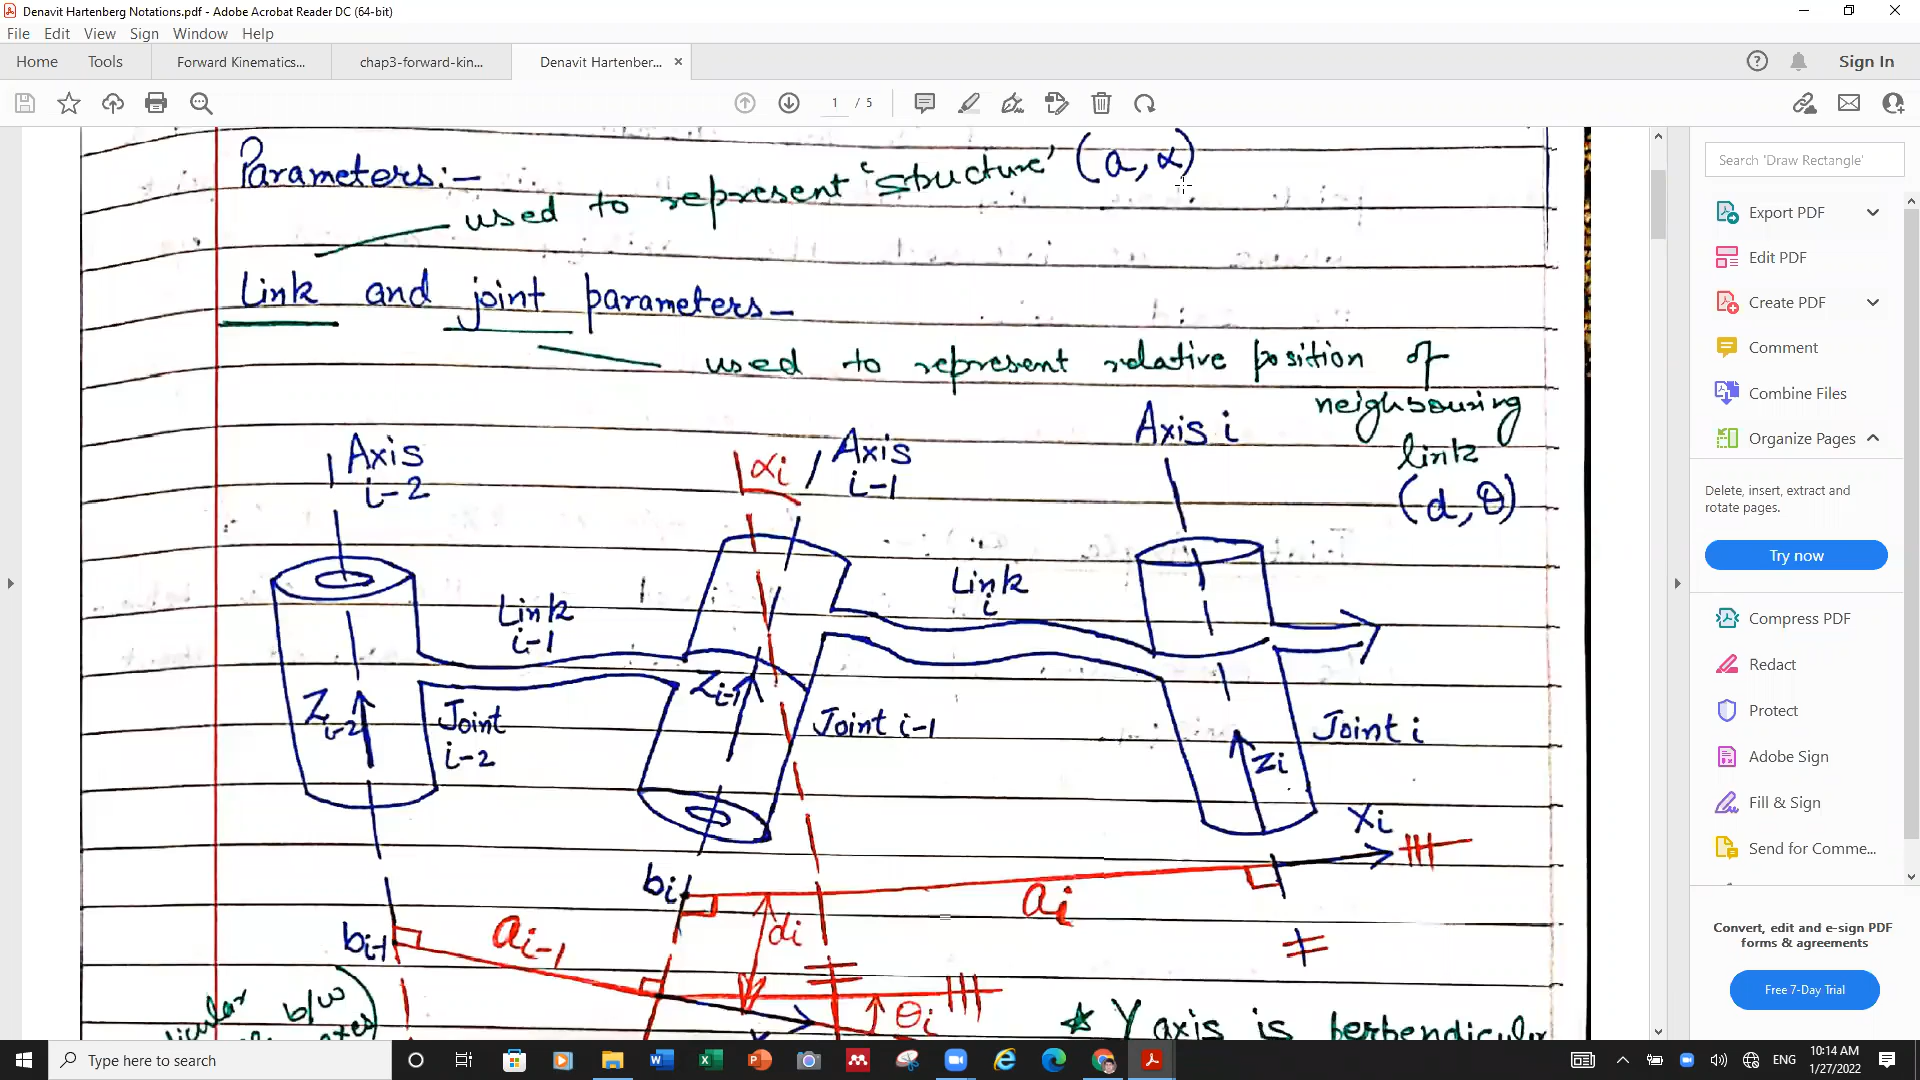 Denavit Hartenberg Notations.pdf - Adobe Acrobat Reader DC (64-bit)
File Edit View Sign Window Help
Home Tools Forward Kinematics... chap3-forward-kin... Denavit Hartenber... × Sign In
1 / 5
Parameters:-
used to represent 'structure' (a, α)
Link and joint parameters-
used to represent relative position of
neighbouring
link
(d, θ)
Axis
i-2
αi
Axis
i-1
Axis i
Link
i-1
Link
i
Zi-2
Joint
i-2
Zi-1
Joint i-1
Zi
Joint i
Xi
bi
ai
bi-1
ai-1
di
θi
b/w
* Y axis is perpendicular
Search 'Draw Rectangle'
Export PDF
Edit PDF
Create PDF
Comment
Combine Files
Organize Pages
Delete, insert, extract and
rotate pages.
Try now
Compress PDF
Redact
Protect
Adobe Sign
Fill & Sign
Send for Comme...
Convert, edit and e-sign PDF
forms & agreements
Free 7-Day Trial
Type here to search
ENG
10:14 AM
1/27/2022